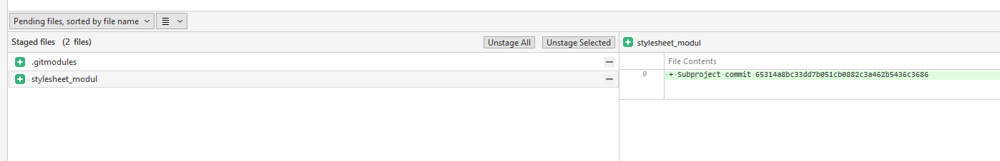 Pending files, sorted by file name
Staged files (2 files)
Unstage All
Unstage Selected
.gitmodules
stylesheet_modul
stylesheet_modul
File Contents
0
+ Subproject commit 65314a8bc33dd7b051cb0882c3a462b5436c3686